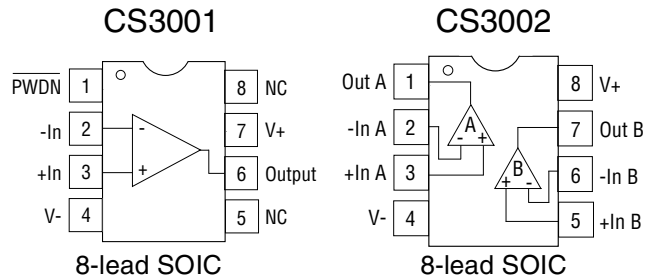 CS3001
PWDN 1
-In 2
+In 3
V- 4
8 NC
7 V+
6 Output
5 NC
-
+
8-lead SOIC
CS3002
Out A 1
-In A 2
+In A 3
V- 4
8 V+
7 Out B
6 -In B
5 +In B
A
- +
B
+ -
8-lead SOIC